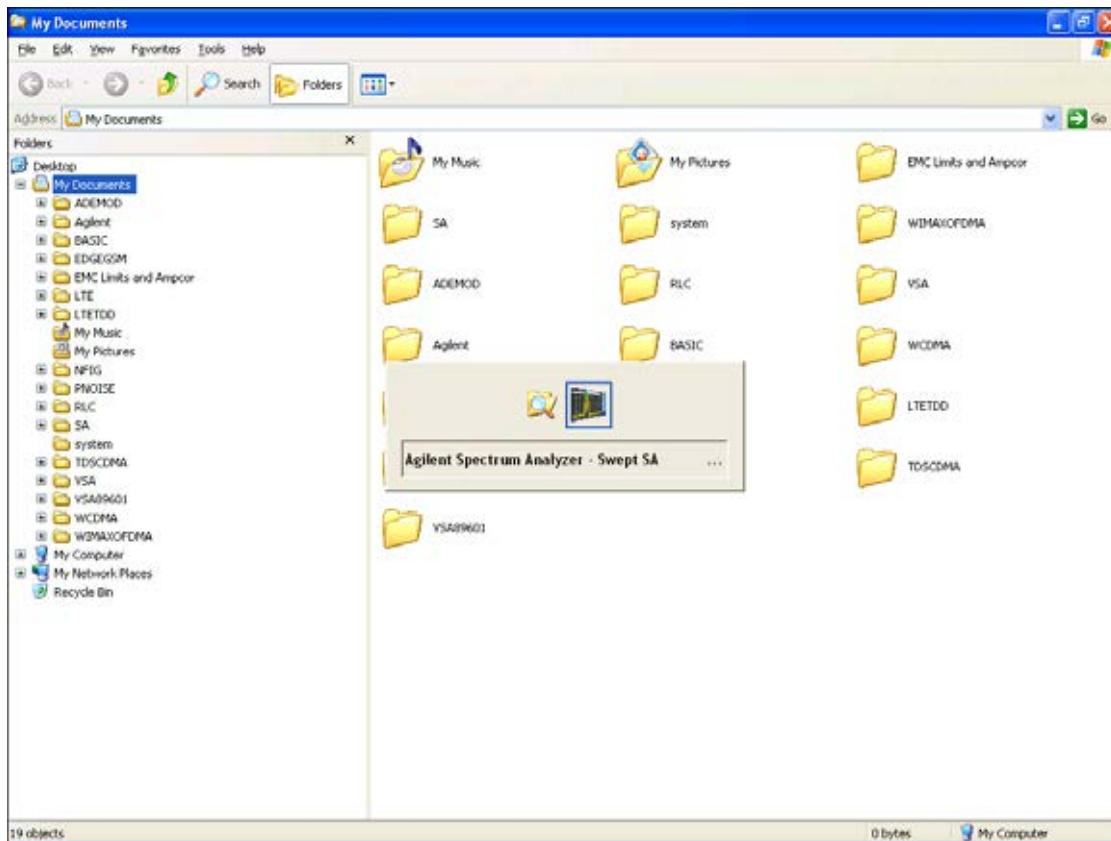 My Documents
File Edit View Favorites Tools Help
Back Search Folders
Address My Documents Go
Folders
Desktop
My Documents
ADEMOD
Agilent
BASIC
EDGEGSM
EMC Limits and Ampcor
LTE
LTETDD
My Music
My Pictures
NFIG
PNOISE
RLC
SA
system
TDSCDMA
VSA
VSA89601
WCDMA
WIMAXOFDMA
My Computer
My Network Places
Recycle Bin
My Music My Pictures EMC Limits and Ampcor
SA system WIMAXOFDMA
ADEMOD RLC VSA
Agilent BASIC WCDMA
LTETDD
Agilent Spectrum Analyzer - Swept SA ...
TDSCDMA
VSA89601
19 objects 0 bytes My Computer